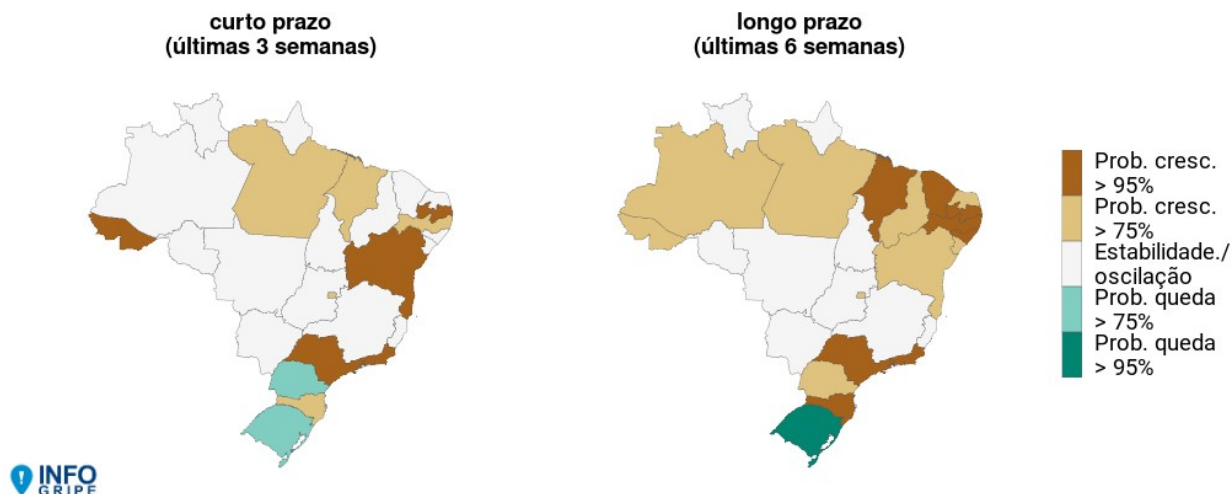 curto prazo
(últimas 3 semanas)
longo prazo
(últimas 6 semanas)
Prob. cresc.
> 95%
Prob. cresc.
> 75%
Estabilidade./
oscilação
Prob. queda
> 75%
Prob. queda
> 95%
INFO
GRIPE